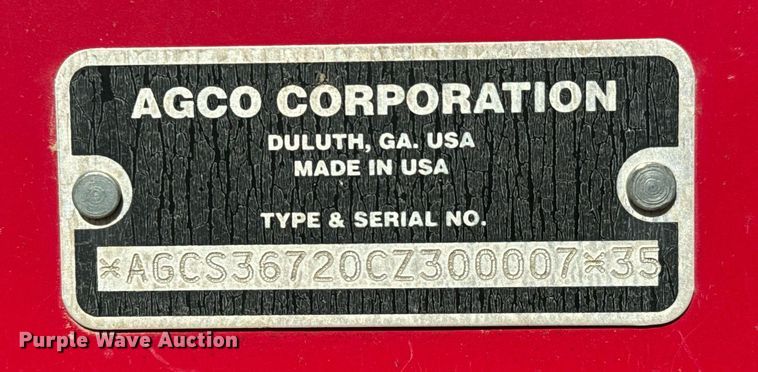 AGCO CORPORATION
DULUTH, GA. USA
MADE IN USA
TYPE & SERIAL NO.
*AGCS36720CZ300007*35
Purple Wave Auction